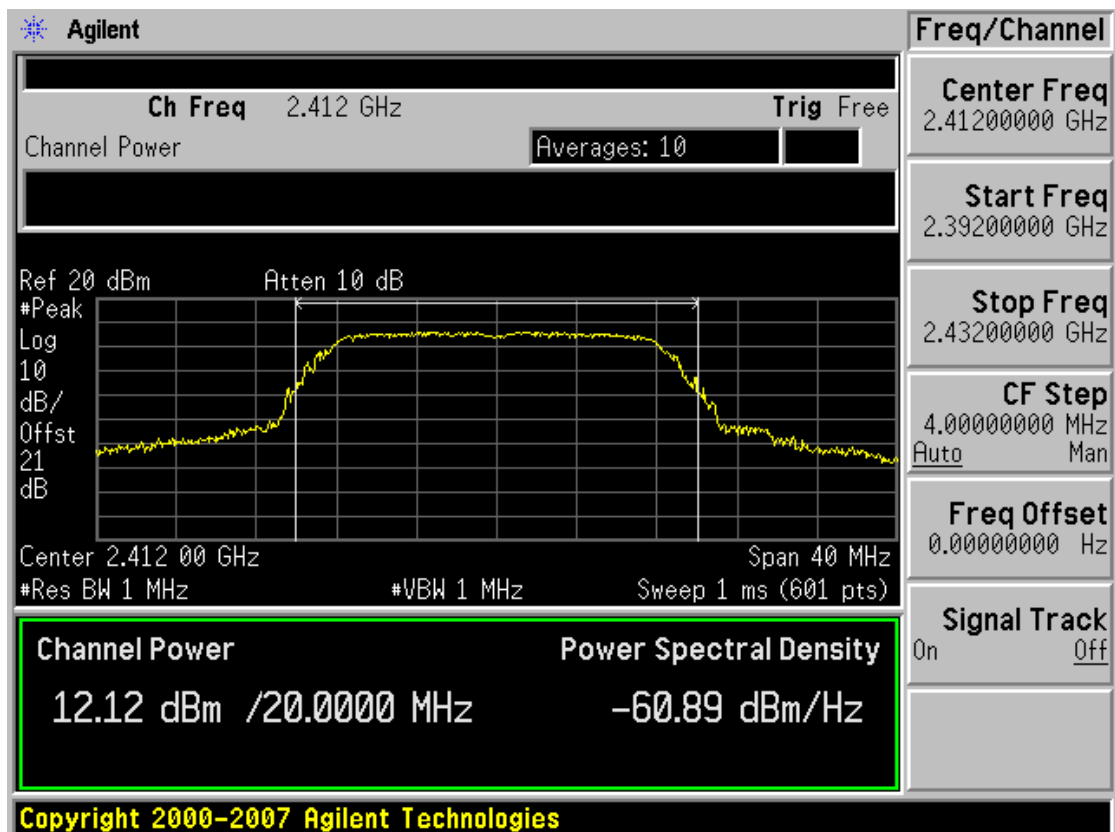 Agilent
Ch Freq 2.412 GHz Trig Free
Channel Power Averages: 10
Ref 20 dBm Atten 10 dB
#Peak
Log
10
dB/
Offst
21
dB
Center 2.412 00 GHz Span 40 MHz
#Res BW 1 MHz #VBW 1 MHz Sweep 1 ms (601 pts)
Channel Power Power Spectral Density
12.12 dBm /20.0000 MHz -60.89 dBm/Hz
Copyright 2000-2007 Agilent Technologies
Freq/Channel
Center Freq
2.41200000 GHz
Start Freq
2.39200000 GHz
Stop Freq
2.43200000 GHz
CF Step
4.00000000 MHz
Auto Man
Freq Offset
0.00000000 Hz
Signal Track
On Off